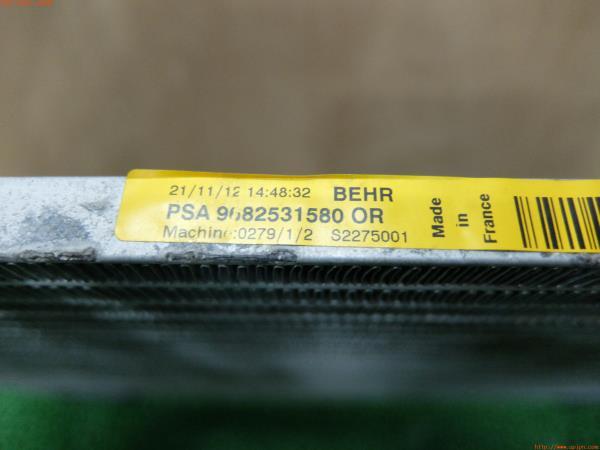 21/11/12 14:48:32 BEHR
PSA 9682531580 OR
Machine:0279/1/2 S2275001
Made
in
France